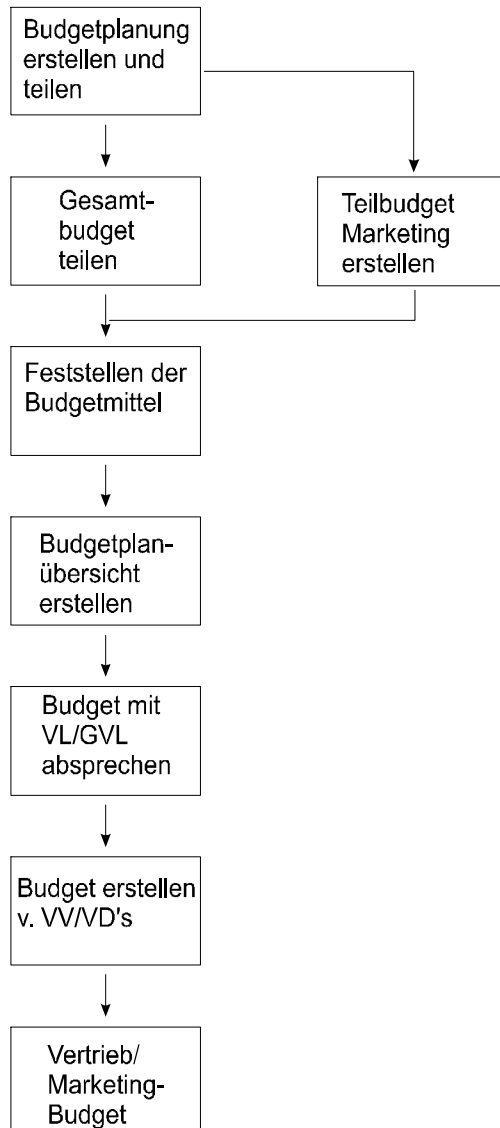 Budgetplanung
erstellen und
teilen
Gesamt-
budget
teilen
Teilbudget
Marketing
erstellen
Feststellen der
Budgetmittel
Budgetplan-
übersicht
erstellen
Budget mit
VL/GVL
absprechen
Budget erstellen
v. VV/VD's
Vertrieb/
Marketing-
Budget